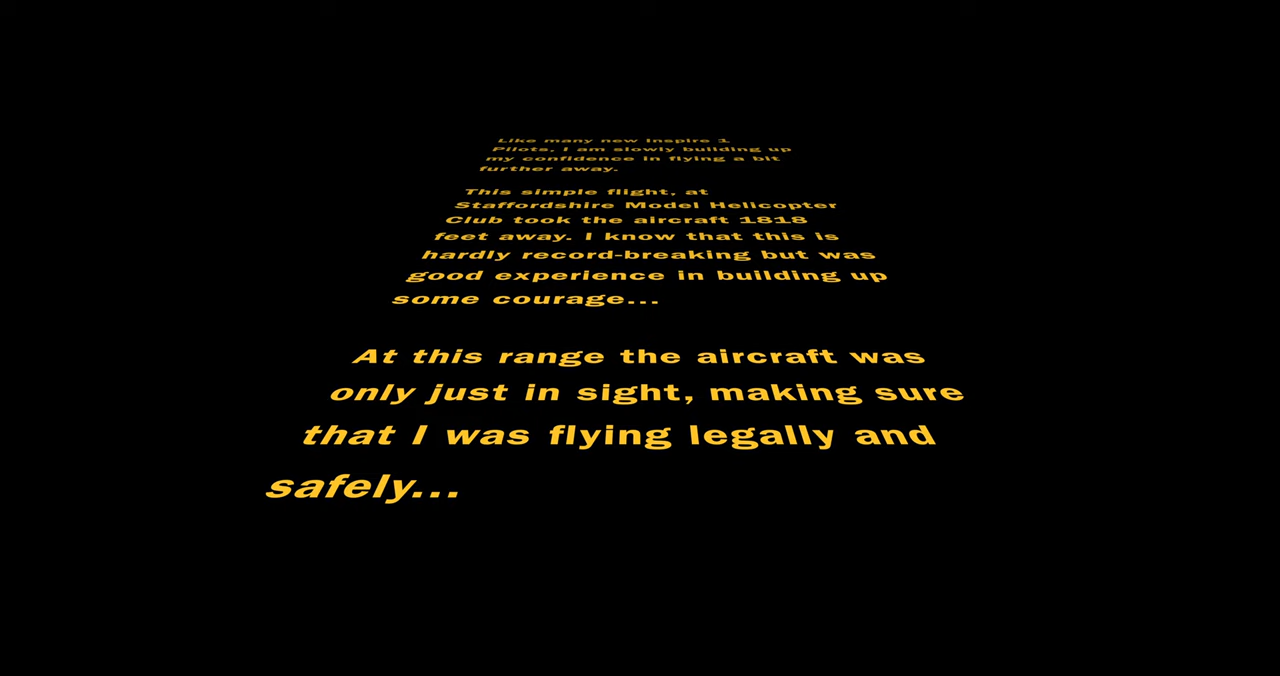 Like many new Inspire 1
Pilots, I am slowly building up
my confidence in flying a bit
further away.
This simple flight, at
Staffordshire Model Helicopter
Club took the aircraft 1818
feet away. I know that this is
hardly record-breaking but was
good experience in building up
some courage...
At this range the aircraft was
only just in sight, making sure
that I was flying legally and
safely...